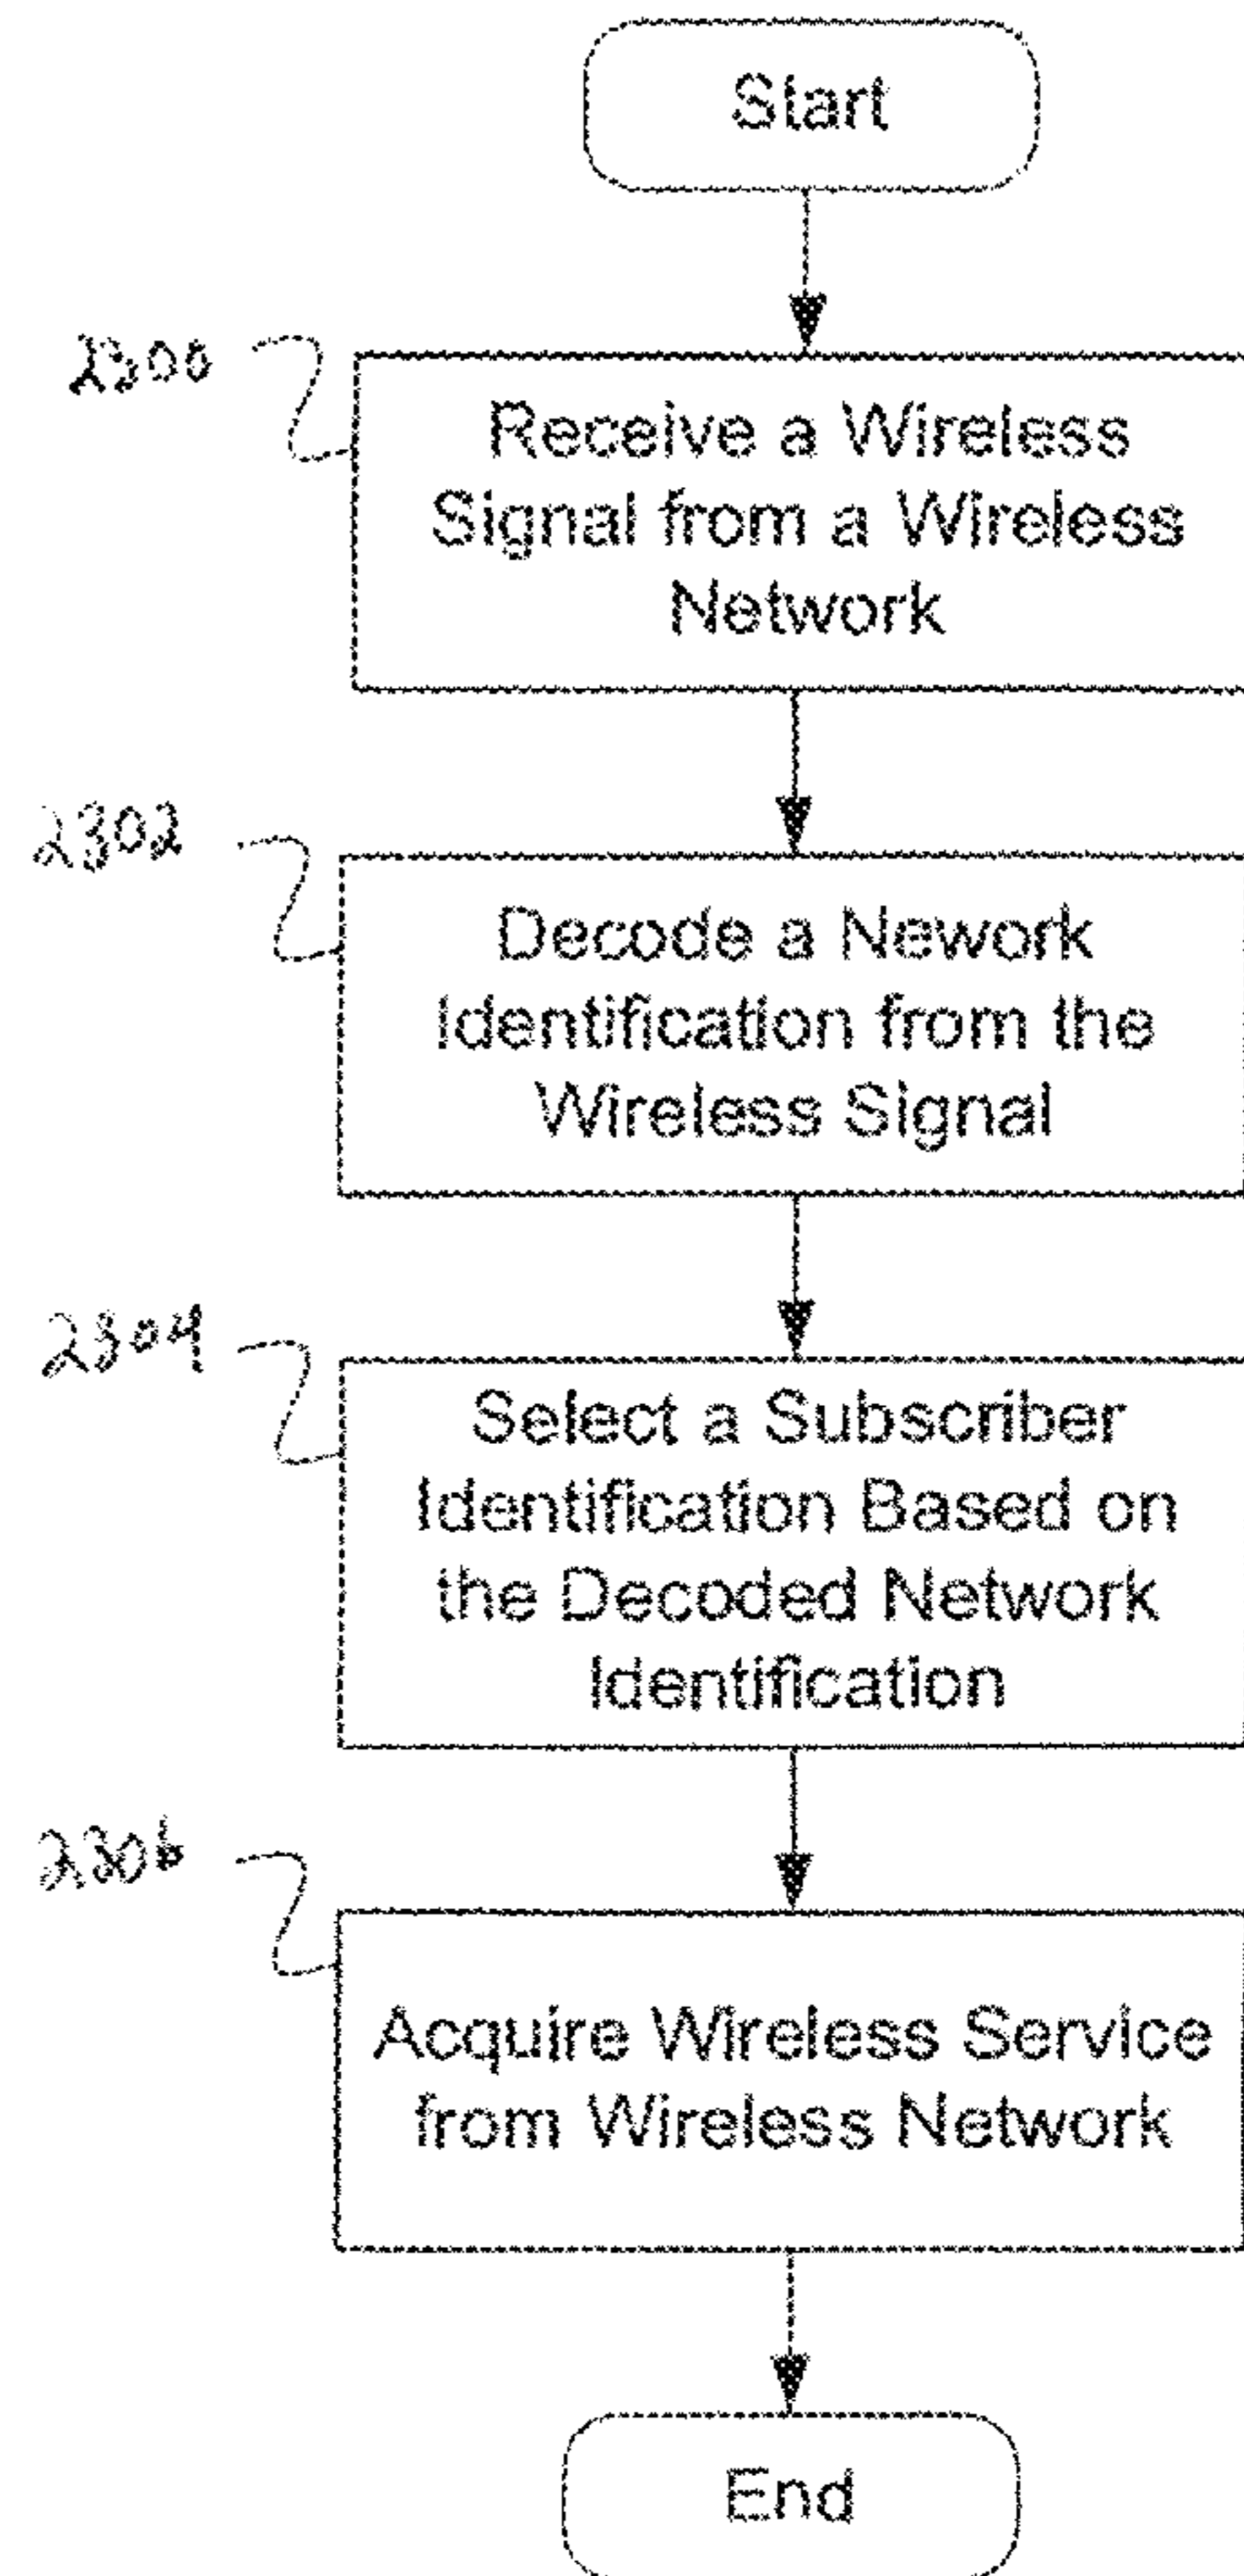 Start
2300
Receive a Wireless
Signal from a Wireless
Network
2302
Decode a Nework
Identification from the
Wireless Signal
2304
Select a Subscriber
Identification Based on
the Decoded Network
Identification
2306
Acquire Wireless Service
from Wireless Network
End